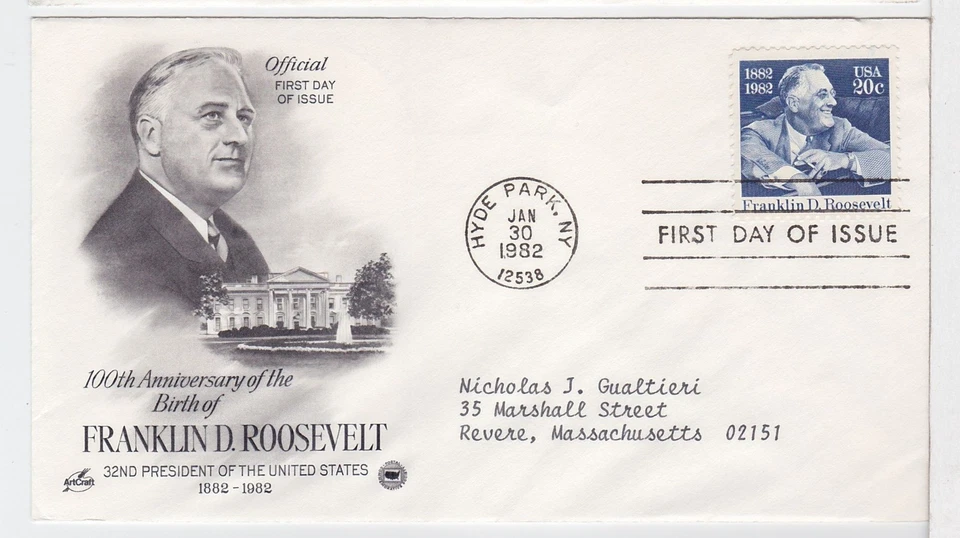 Official
FIRST DAY
OF ISSUE
1882
1982
USA
20c
Franklin D. Roosevelt
HYDE PARK, NY
JAN
30
1982
12538
FIRST DAY OF ISSUE
100th Anniversary of the
Birth of
FRANKLIN D. ROOSEVELT
32ND PRESIDENT OF THE UNITED STATES
1882-1982
ArtCraft
Nicholas J. Gualtieri
35 Marshall Street
Revere, Massachusetts 02151